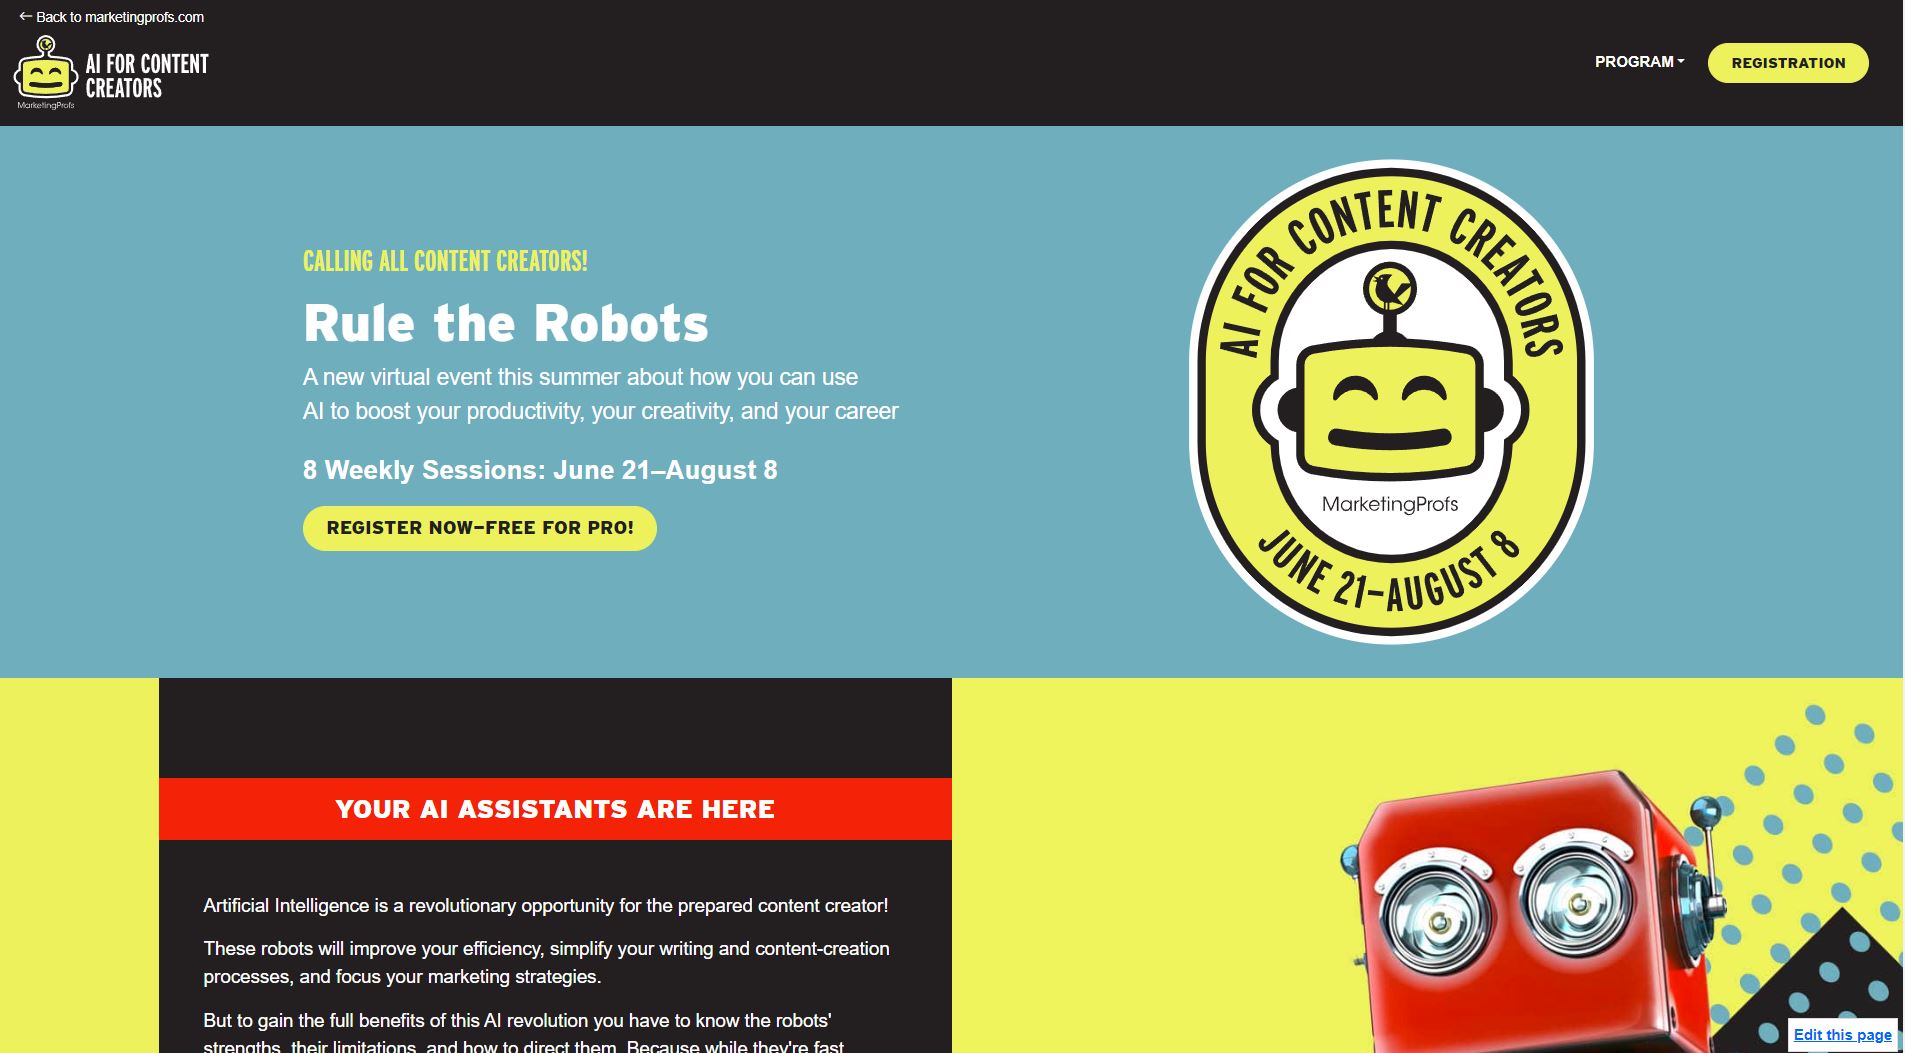 ← Back to marketingprofs.com
AI FOR CONTENT
CREATORS
MarketingProfs
PROGRAM
REGISTRATION
CALLING ALL CONTENT CREATORS!
Rule the Robots
A new virtual event this summer about how you can use
AI to boost your productivity, your creativity, and your career
8 Weekly Sessions: June 21–August 8
REGISTER NOW–FREE FOR PRO!
AI FOR CONTENT CREATORS
MarketingProfs
JUNE 21–AUGUST 8
YOUR AI ASSISTANTS ARE HERE
Artificial Intelligence is a revolutionary opportunity for the prepared content creator!
These robots will improve your efficiency, simplify your writing and content-creation
processes, and focus your marketing strategies.
But to gain the full benefits of this AI revolution you have to know the robots'
strengths, their limitations, and how to direct them. Because while they're fast
Edit this page